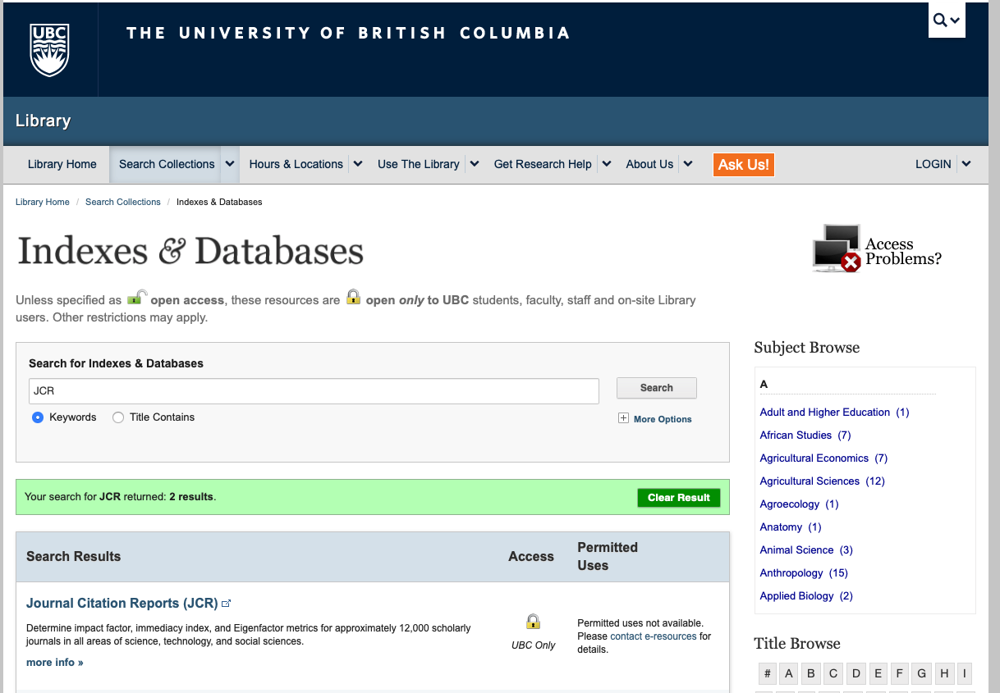 UBC
THE UNIVERSITY OF BRITISH COLUMBIA
Library
Library Home Search Collections Hours & Locations Use The Library Get Research Help About Us Ask Us! LOGIN
Library Home / Search Collections / Indexes & Databases
Indexes & Databases
Access
Problems?
Unless specified as open access, these resources are open only to UBC students, faculty, staff and on-site Library
users. Other restrictions may apply.
Search for Indexes & Databases
JCR
Search
Keywords Title Contains
More Options
Your search for JCR returned: 2 results.
Clear Result
Search Results Access Permitted
Uses
Journal Citation Reports (JCR)
Determine impact factor, immediacy index, and Eigenfactor metrics for approximately 12,000 scholarly
journals in all areas of science, technology, and social sciences.
more info »
UBC Only
Permitted uses not available.
Please contact e-resources for
details.
Subject Browse
A
Adult and Higher Education (1)
African Studies (7)
Agricultural Economics (7)
Agricultural Sciences (12)
Agroecology (1)
Anatomy (1)
Animal Science (3)
Anthropology (15)
Applied Biology (2)
Title Browse
# A B C D E F G H I